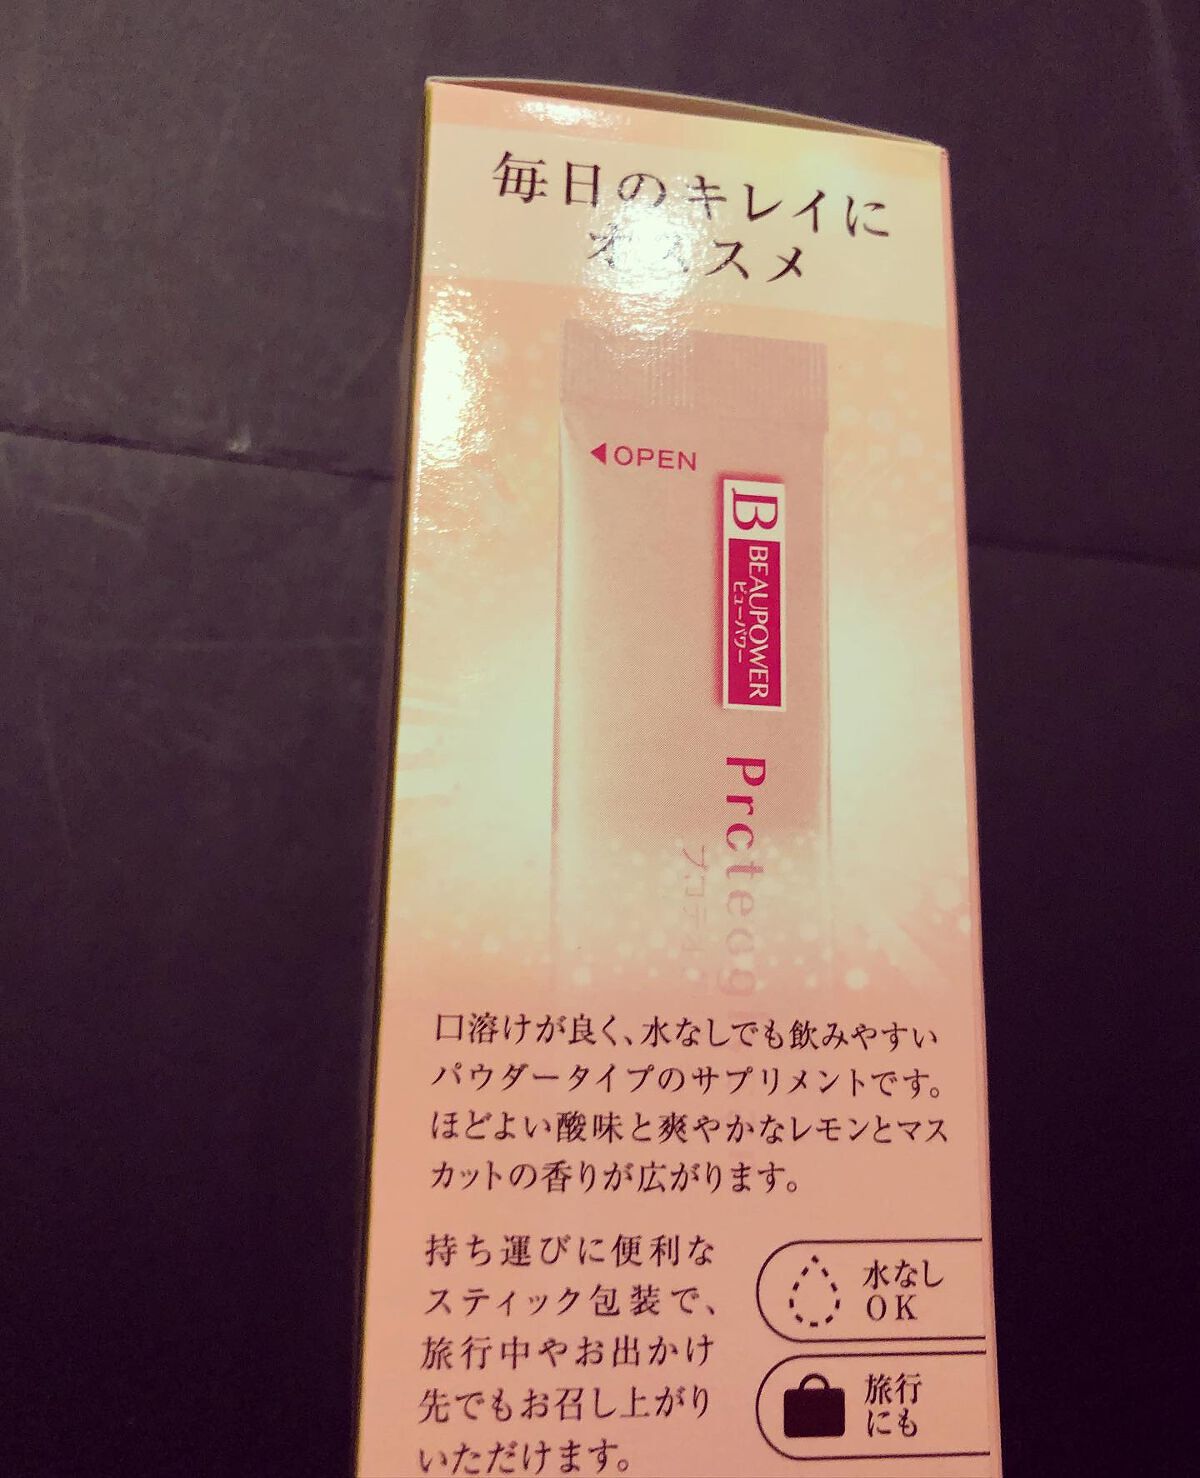 毎日のキレイに
オススメ
OPEN
B
BEAUPOWER
ビューパワー
口溶けが良く、水なしでも飲みやすい
パウダータイプのサプリメントです。
ほどよい酸味と爽やかなレモンとマス
カットの香りが広がります。
持ち運びに便利な
スティック包装で、
旅行中やお出かけ
先でもお召し上がり
いただけます。
水なし
OK
旅行
にも